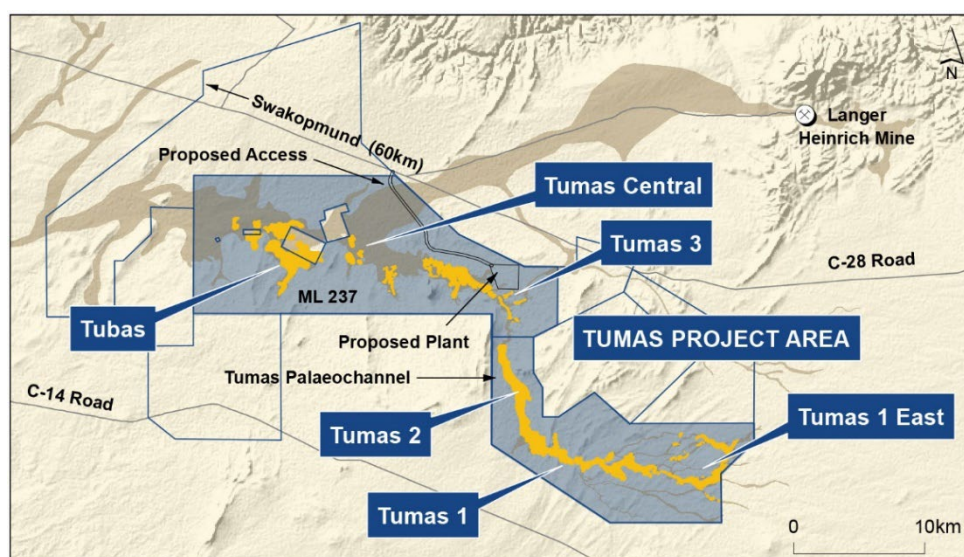 N
Langer
Heinrich Mine
Swakopmund (60km)
Proposed Access
Tumas Central
Tumas 3
C-28 Road
ML 237
Tubas
Proposed Plant
TUMAS PROJECT AREA
Tumas Palaeochannel
C-14 Road
Tumas 2
Tumas 1 East
Tumas 1
0 10km